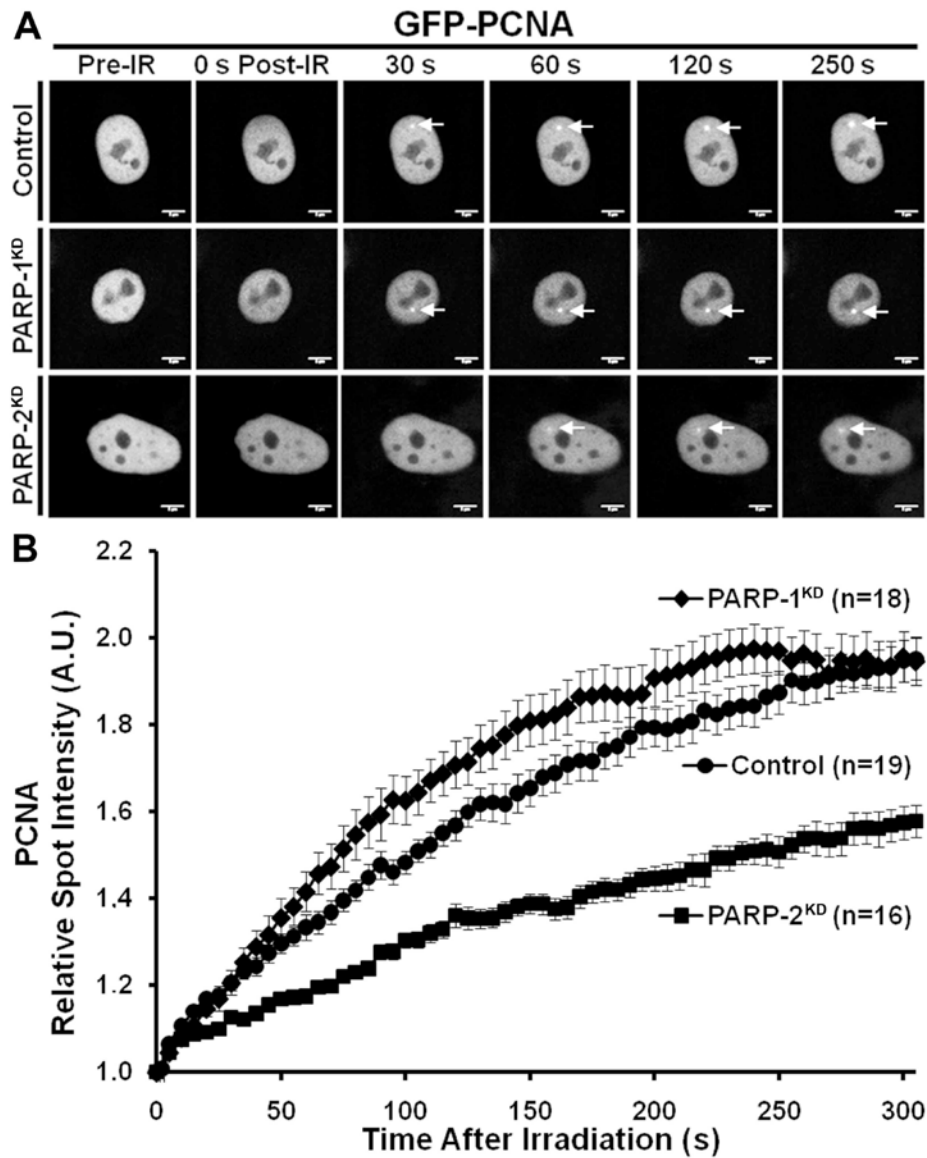 A
GFP-PCNA
Pre-IR 0 s Post-IR 30 s 60 s 120 s 250 s
Control
PARP-1KD
PARP-2KD
B
2.2
2.0
1.8
1.6
1.4
1.2
1.0
PCNA
Relative Spot Intensity (A.U.)
PARP-1KD (n=18)
Control (n=19)
PARP-2KD (n=16)
0 50 100 150 200 250 300
Time After Irradiation (s)